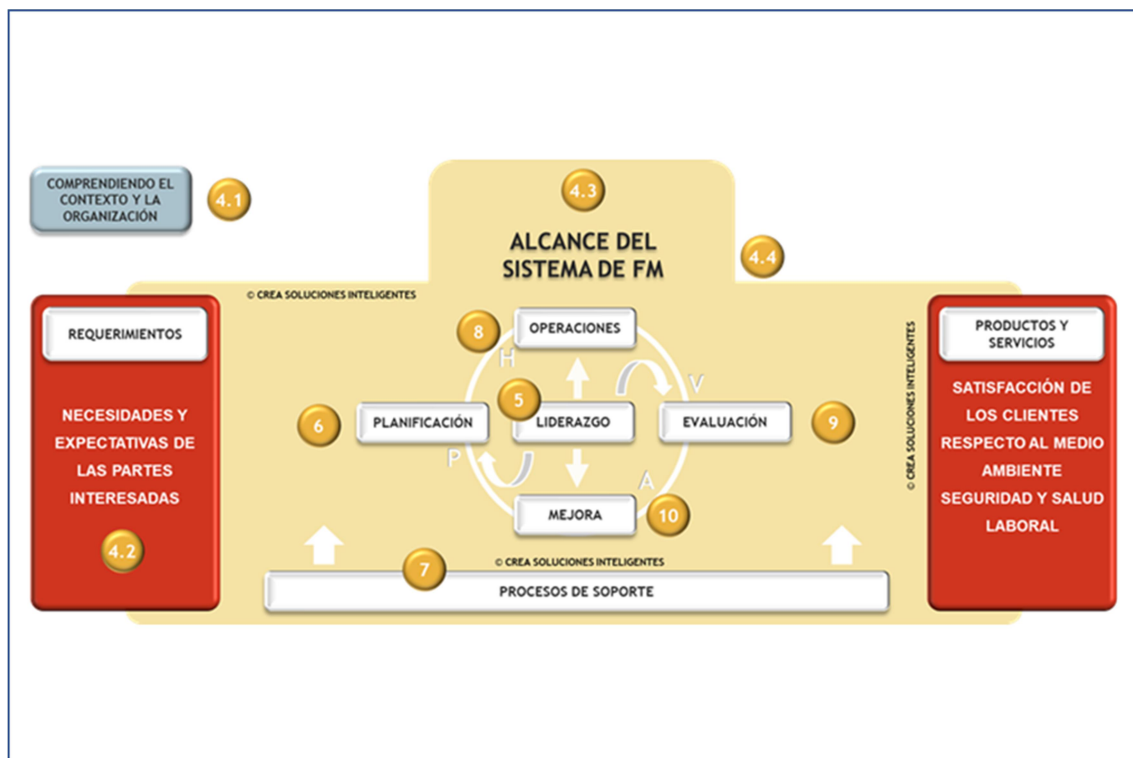 COMPRENDIENDO EL
CONTEXTO Y LA
ORGANIZACIÓN
4.1
4.3
ALCANCE DEL
SISTEMA DE FM
4.4
© CREA SOLUCIONES INTELIGENTES
REQUERIMIENTOS
NECESIDADES Y
EXPECTATIVAS DE
LAS PARTES
INTERESADAS
4.2
8
OPERACIONES
H
V
5
6
PLANIFICACIÓN
LIDERAZGO
EVALUACIÓN
9
P
A
MEJORA
10
© CREA SOLUCIONES INTELIGENTES
7
PROCESOS DE SOPORTE
© CREA SOLUCIONES INTELIGENTES
PRODUCTOS Y
SERVICIOS
SATISFACCIÓN DE
LOS CLIENTES
RESPECTO AL MEDIO
AMBIENTE
SEGURIDAD Y SALUD
LABORAL